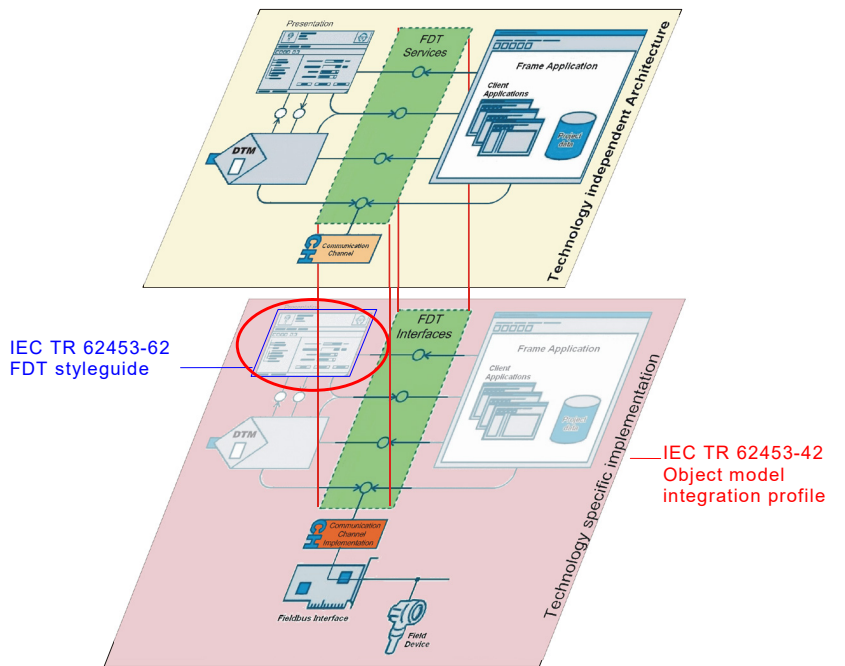 Presentation
FDT
Services
Frame Application
Client
Applications
Project
data
DTM
CH
Communication
Channel
Technology independent Architecture
FDT
Interfaces
Frame Application
Client
Applications
Project
data
DTM
CH
Communication
Channel
Implementation
Fieldbus Interface
Field
Device
Technology specific implementation
IEC TR 62453-62
FDT styleguide
IEC TR 62453-42
Object model
integration profile